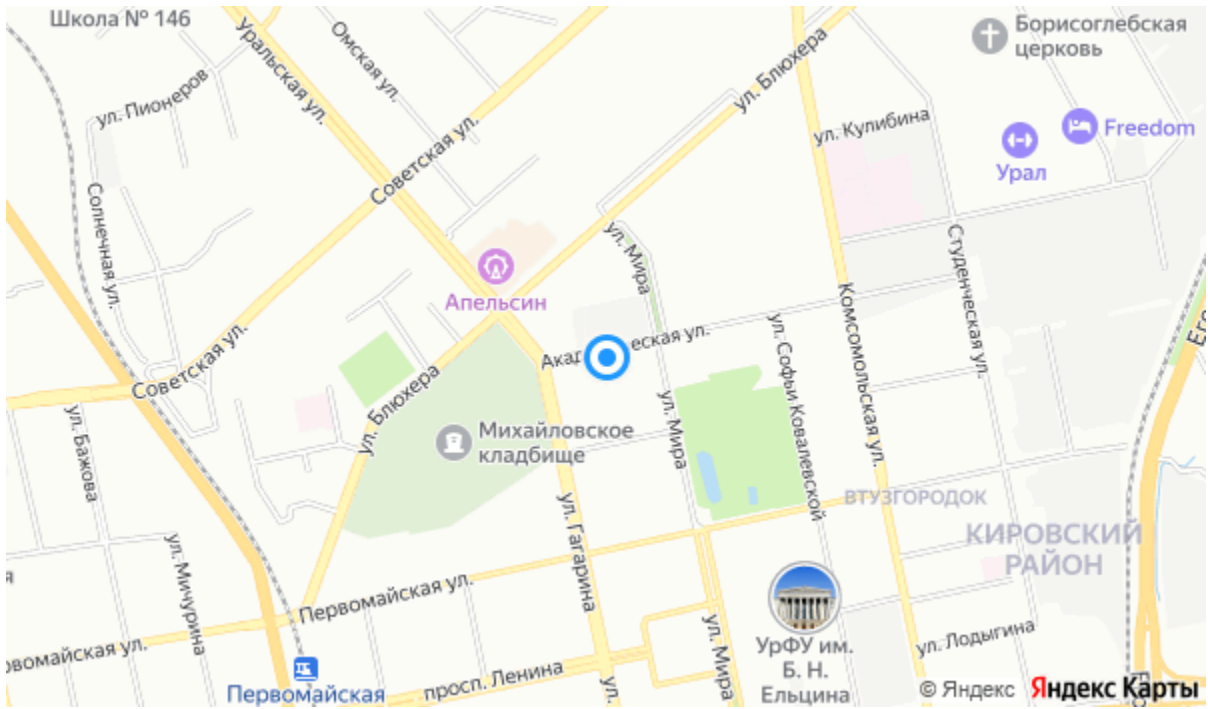 Школа № 146
Уральская ул.
Омская ул.
ул. Пионеров
Советская ул.
ул. Блюхера
Борисоглебская
церковь
ул. Кулибина
Freedom
Урал
Солнечная ул.
ул. Мира
Студенческая ул.
Апельсин
Комсомольская ул.
ул. Софьи Ковалевской
Советская ул.
ул. Блюхера
ул. Мира
ул. Бажова
Михайловское
кладбище
ВТУЗГОРОДОК
КИРОВСКИЙ
РАЙОН
ул. Гагарина
ул. Мичурина
Первомайская ул.
ул. Лодыгина
ул. Мира
УрФУ им.
Б. Н.
Ельцина
просп. Ленина
Первомайская
ул.
© Яндекс Яндекс Карты